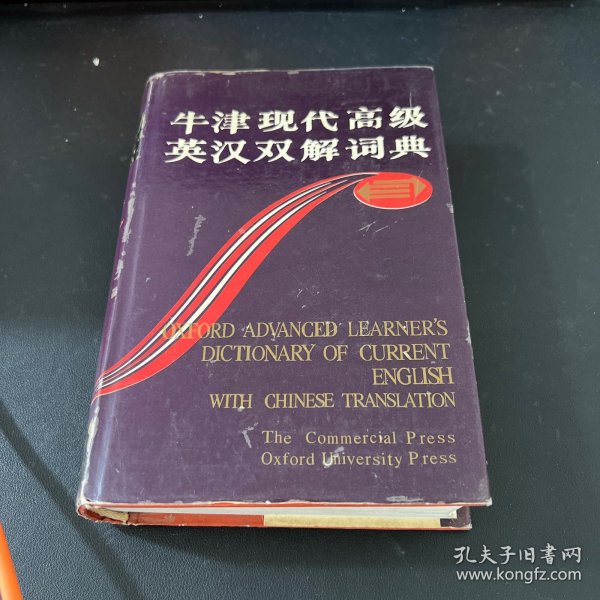 牛津现代高级
英汉双解词典
OXFORD ADVANCED LEARNER'S
DICTIONARY OF CURRENT
ENGLISH
WITH CHINESE TRANSLATION
The Commercial Press
Oxford University Press
孔夫子旧书网
www.kongfz.com